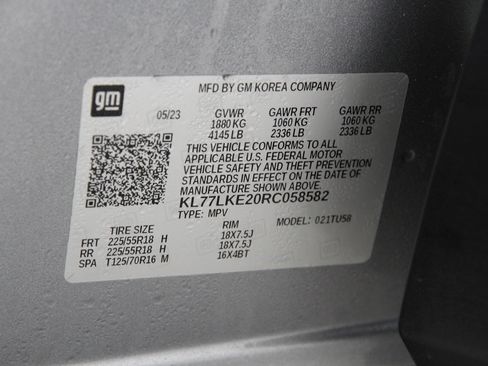 gm
MFD BY GM KOREA COMPANY
05/23 GVWR GAWR FRT GAWR RR
1880 KG 1060 KG 1060 KG
4145 LB 2336 LB 2336 LB
THIS VEHICLE CONFORMS TO ALL
APPLICABLE U.S. FEDERAL MOTOR
VEHICLE SAFETY AND THEFT PREVENTION
STANDARDS IN EFFECT ON THE DATE OF
MANUFACTURE SHOWN ABOVE.
KL77LKE20RC058582
TYPE: MPV MODEL: 021TU58
TIRE SIZE RIM
FRT 225/55R18 H 18X7.5J
RR 225/55R18 H 18X7.5J
SPA T125/70R16 M 16X4BT